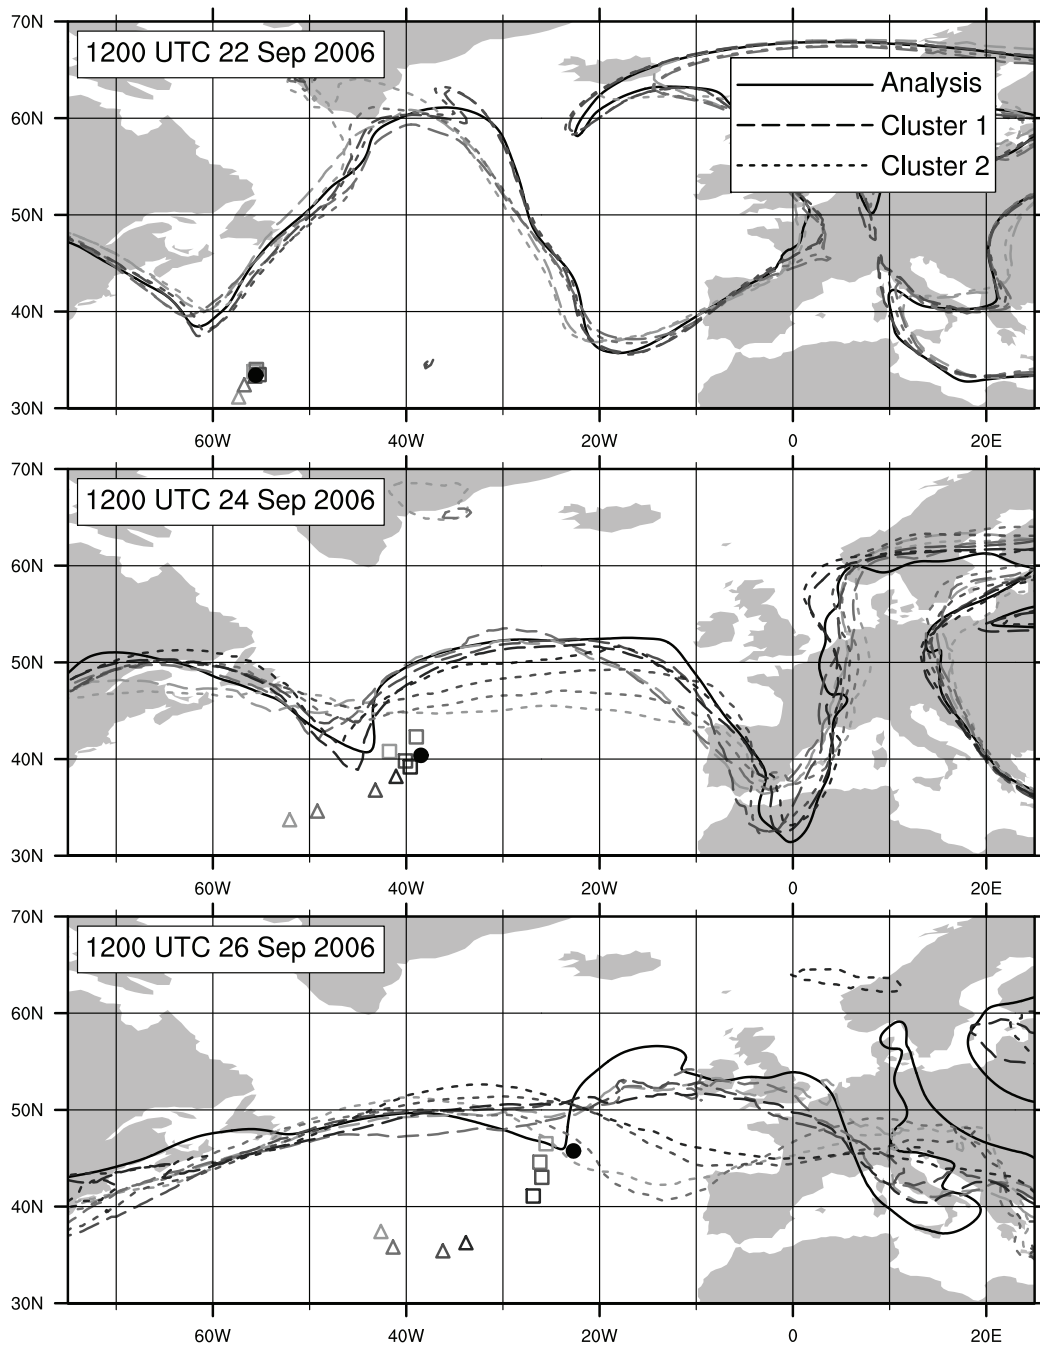 70N
1200 UTC 22 Sep 2006
Analysis
60N
Cluster 1
Cluster 2
50N
40N
30N
60W 40W 20W 0 20E
70N
1200 UTC 24 Sep 2006
60N
50N
40N
30N
60W 40W 20W 0 20E
70N
1200 UTC 26 Sep 2006
60N
50N
40N
30N
60W 40W 20W 0 20E